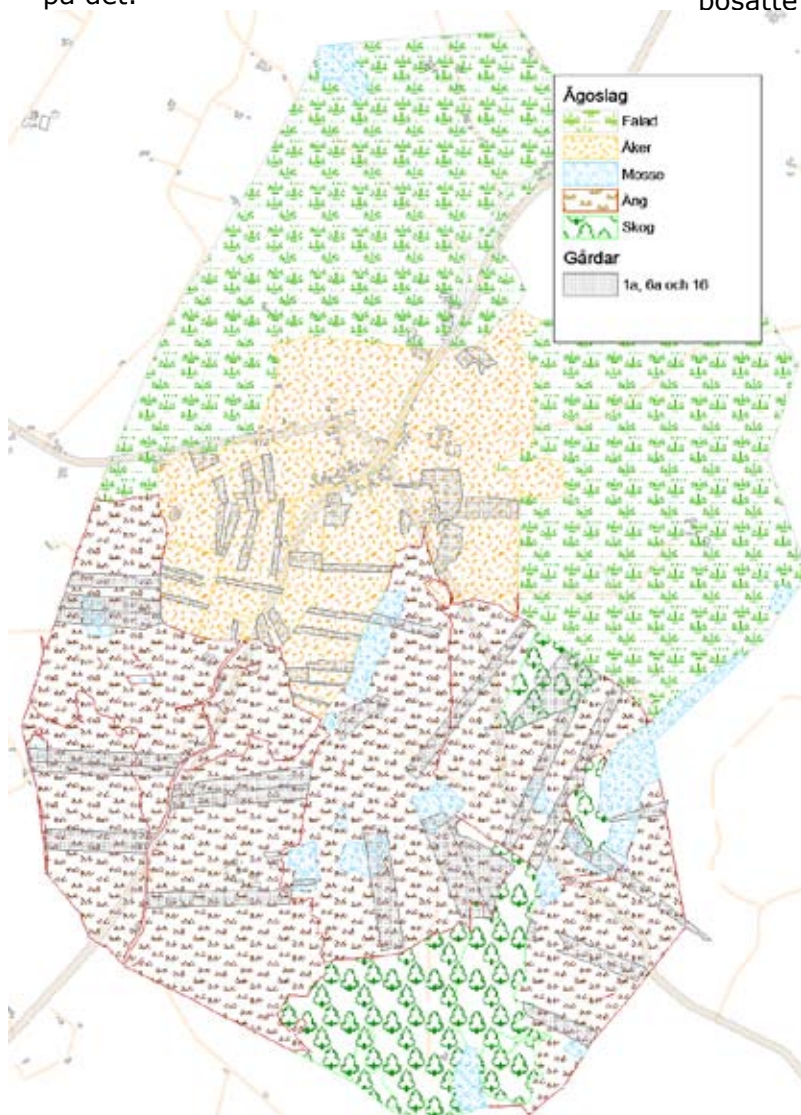 på det.
bosatte
Ägoslag
Fälad
Åker
Mosse
Äng
Skog
Gårdar
1a, 6a och 16